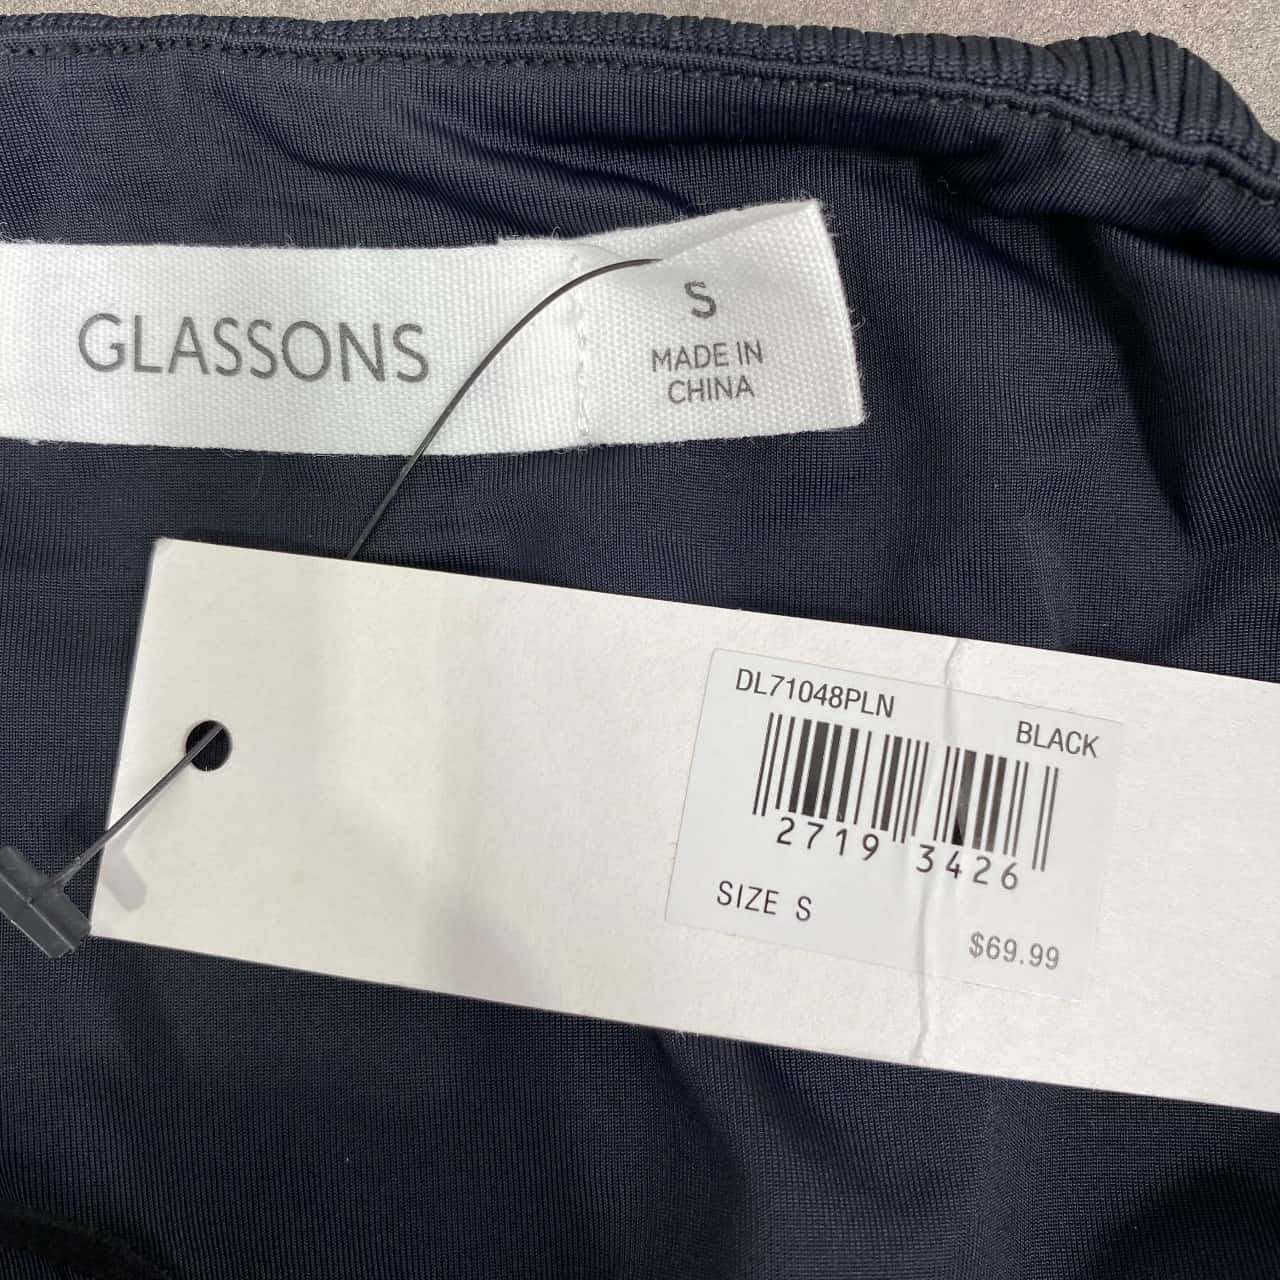 GLASSONS
S
MADE IN
CHINA
DL71048PLN
BLACK
2719 3426
SIZE S
$69.99